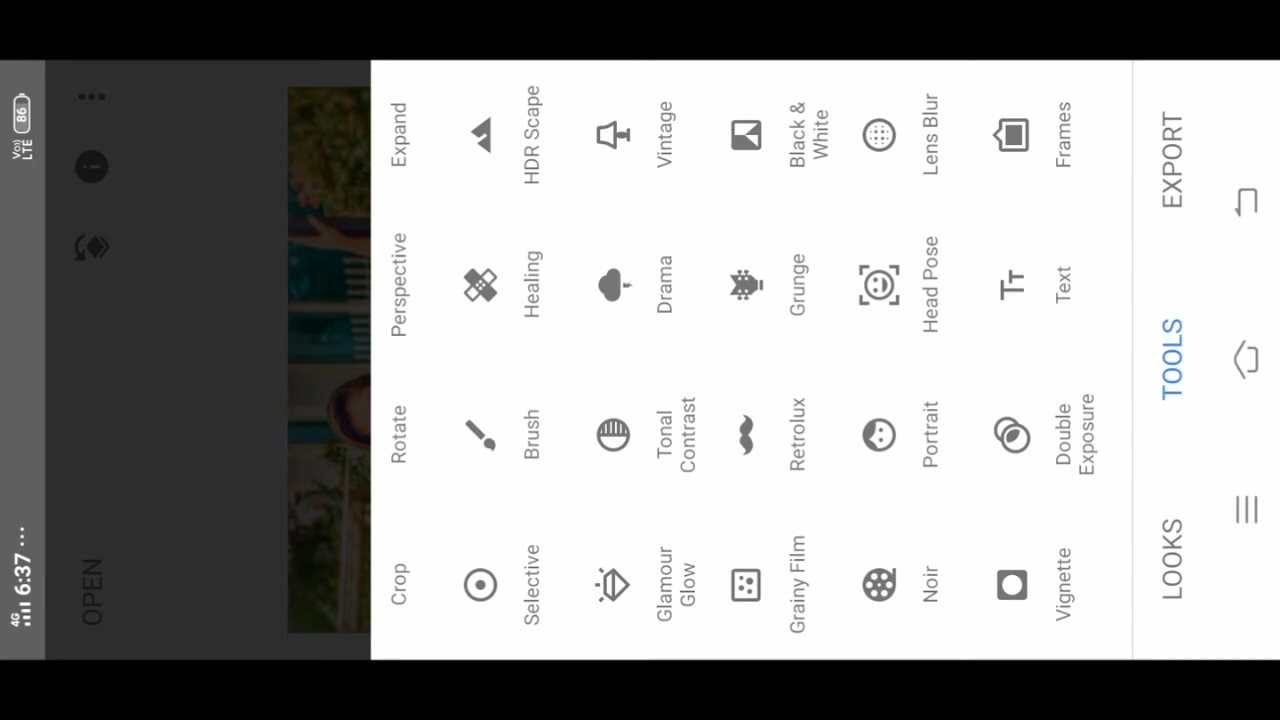 4G 6:37 ...
Vo)) LTE 86
OPEN
Crop Rotate Perspective Expand
Selective Brush Healing HDR Scape
Glamour Glow
Tonal Contrast
Drama
Vintage
Grainy Film
Retrolux
Grunge
Black & White
Noir Portrait Head Pose Lens Blur
Vignette
Double Exposure
Text
Frames
LOOKS TOOLS EXPORT